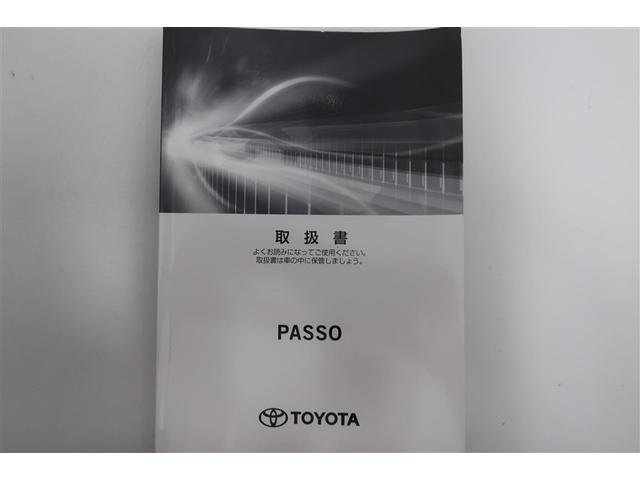 取扱書
よくお読みになってご使用ください。
取扱書は車の中に保管しましょう。
PASSO
TOYOTA